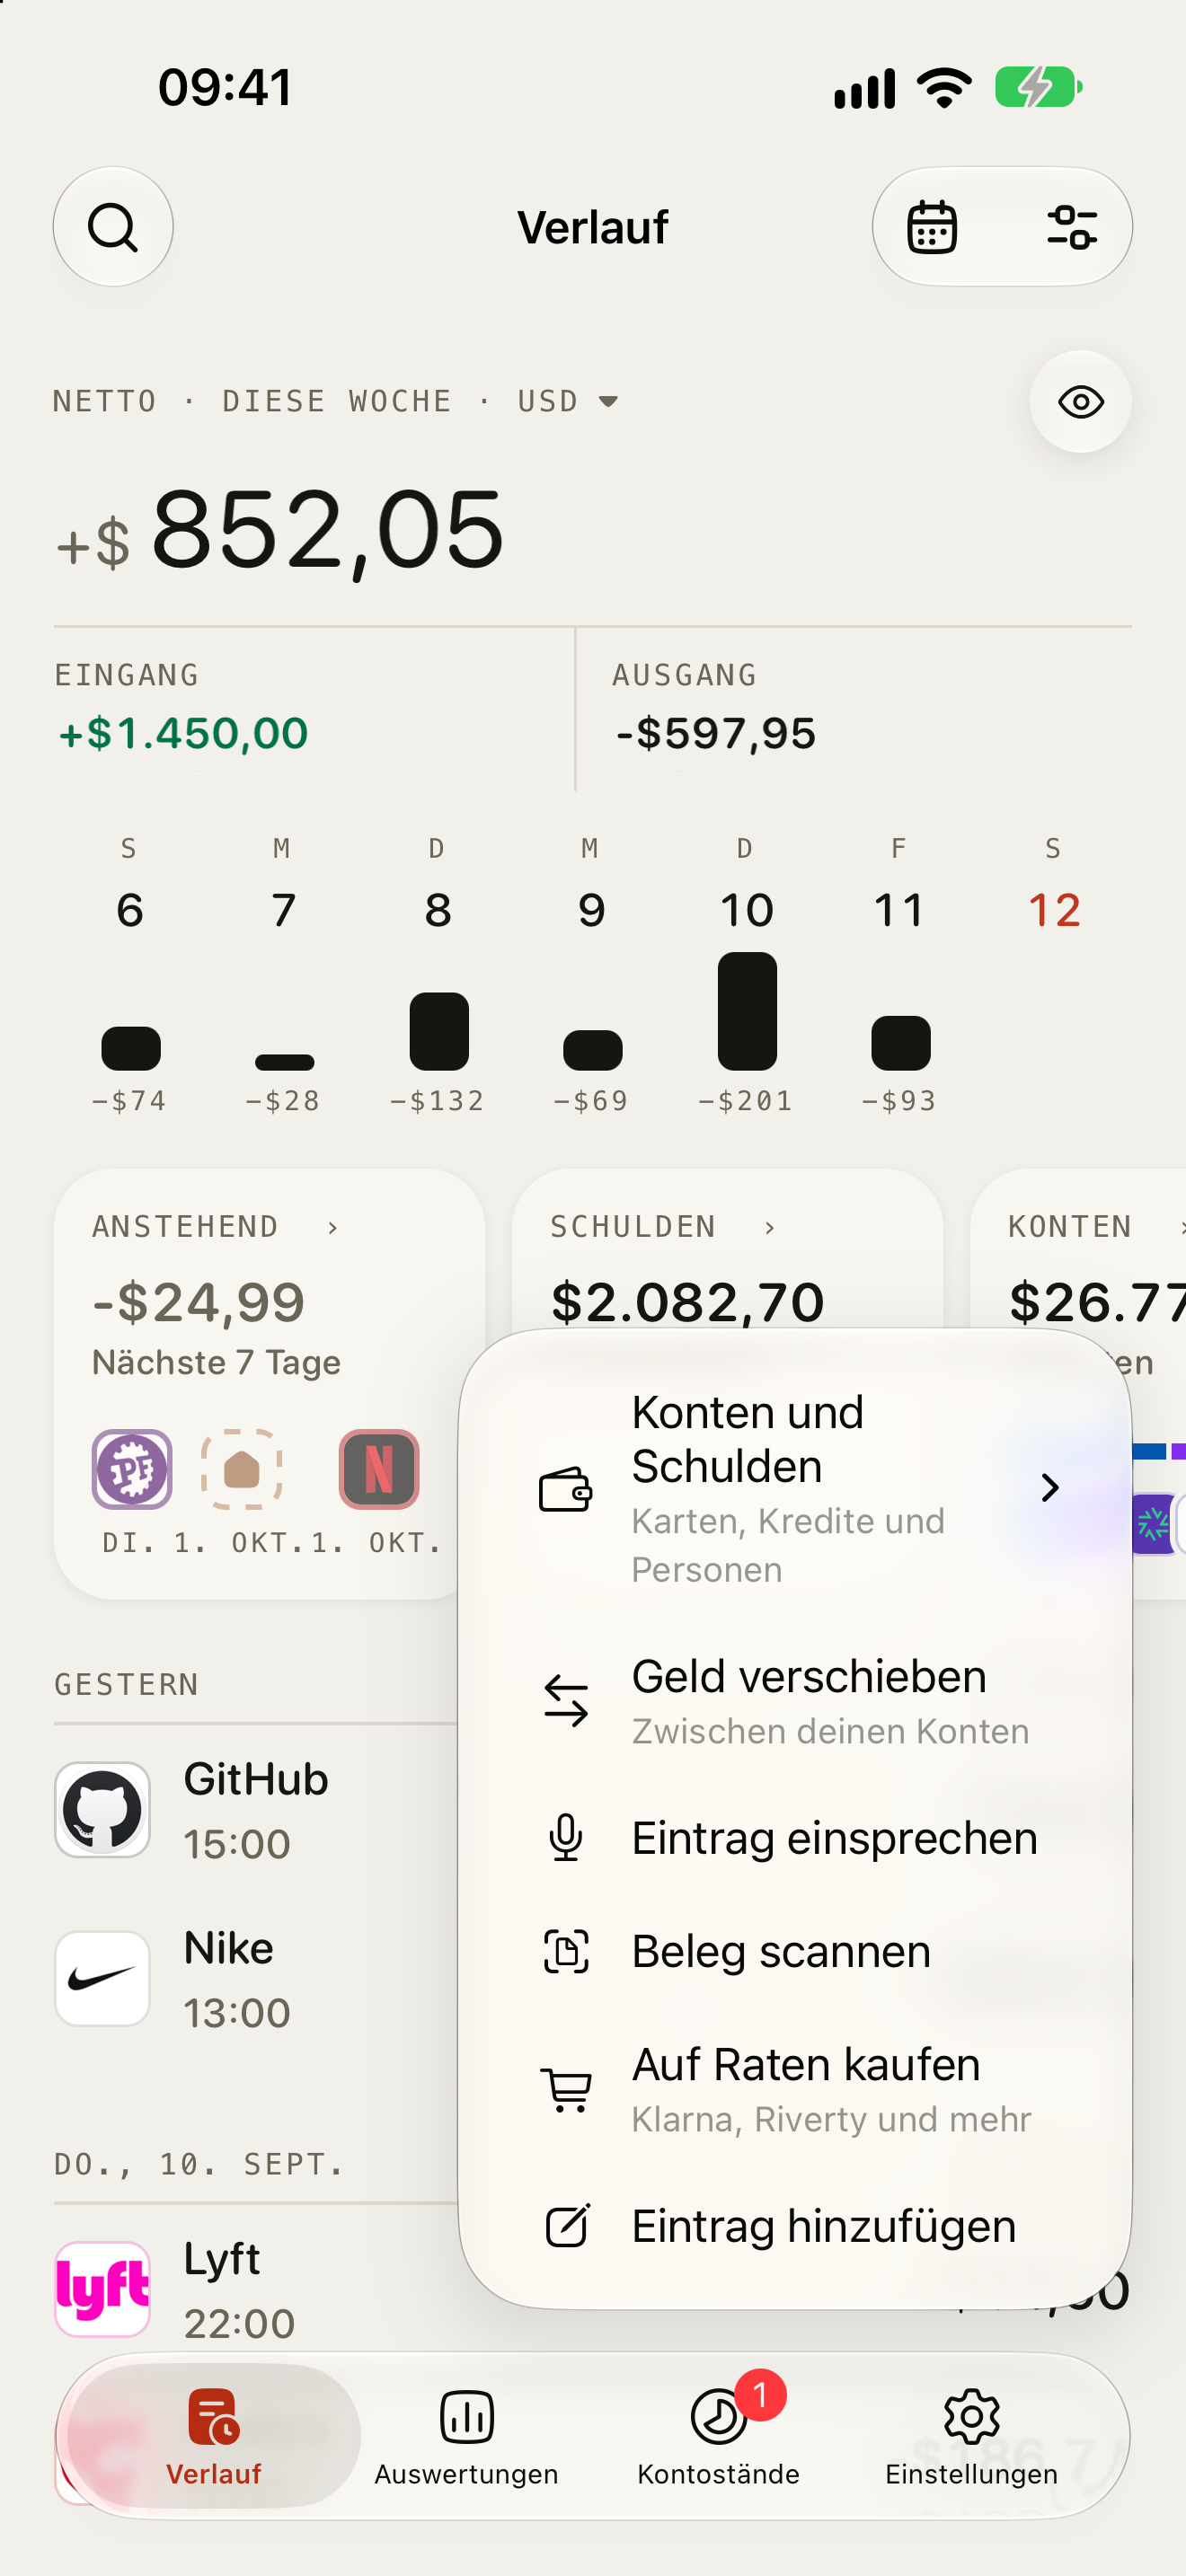 09:41
Verlauf
NETTO · DIESE WOCHE · USD
+$ 852,05
EINGANG
+$1.450,00
AUSGANG
-$597,95
S M D M D F S
6 7 8 9 10 11 12
−$74 −$28 −$132 −$69 −$201 −$93
ANSTEHEND ›
-$24,99
Nächste 7 Tage
DI. 1. OKT. 1. OKT.
SCHULDEN ›
$2.082,70
KONTEN ›
$26.77
Konten und
Schulden
Karten, Kredite und
Personen
Geld verschieben
Zwischen deinen Konten
Eintrag einsprechen
Beleg scannen
Auf Raten kaufen
Klarna, Riverty und mehr
Eintrag hinzufügen
GESTERN
GitHub
15:00
Nike
13:00
DO., 10. SEPT.
lyft
Lyft
22:00
1
Verlauf
Auswertungen
Kontostände
Einstellungen